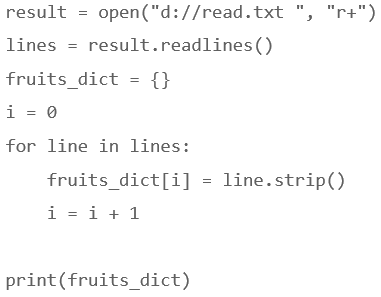 result = open("d://read.txt ", "r+")
lines = result.readlines()
fruits_dict = {}
i = 0
for line in lines:
    fruits_dict[i] = line.strip()
    i = i + 1

print(fruits_dict)